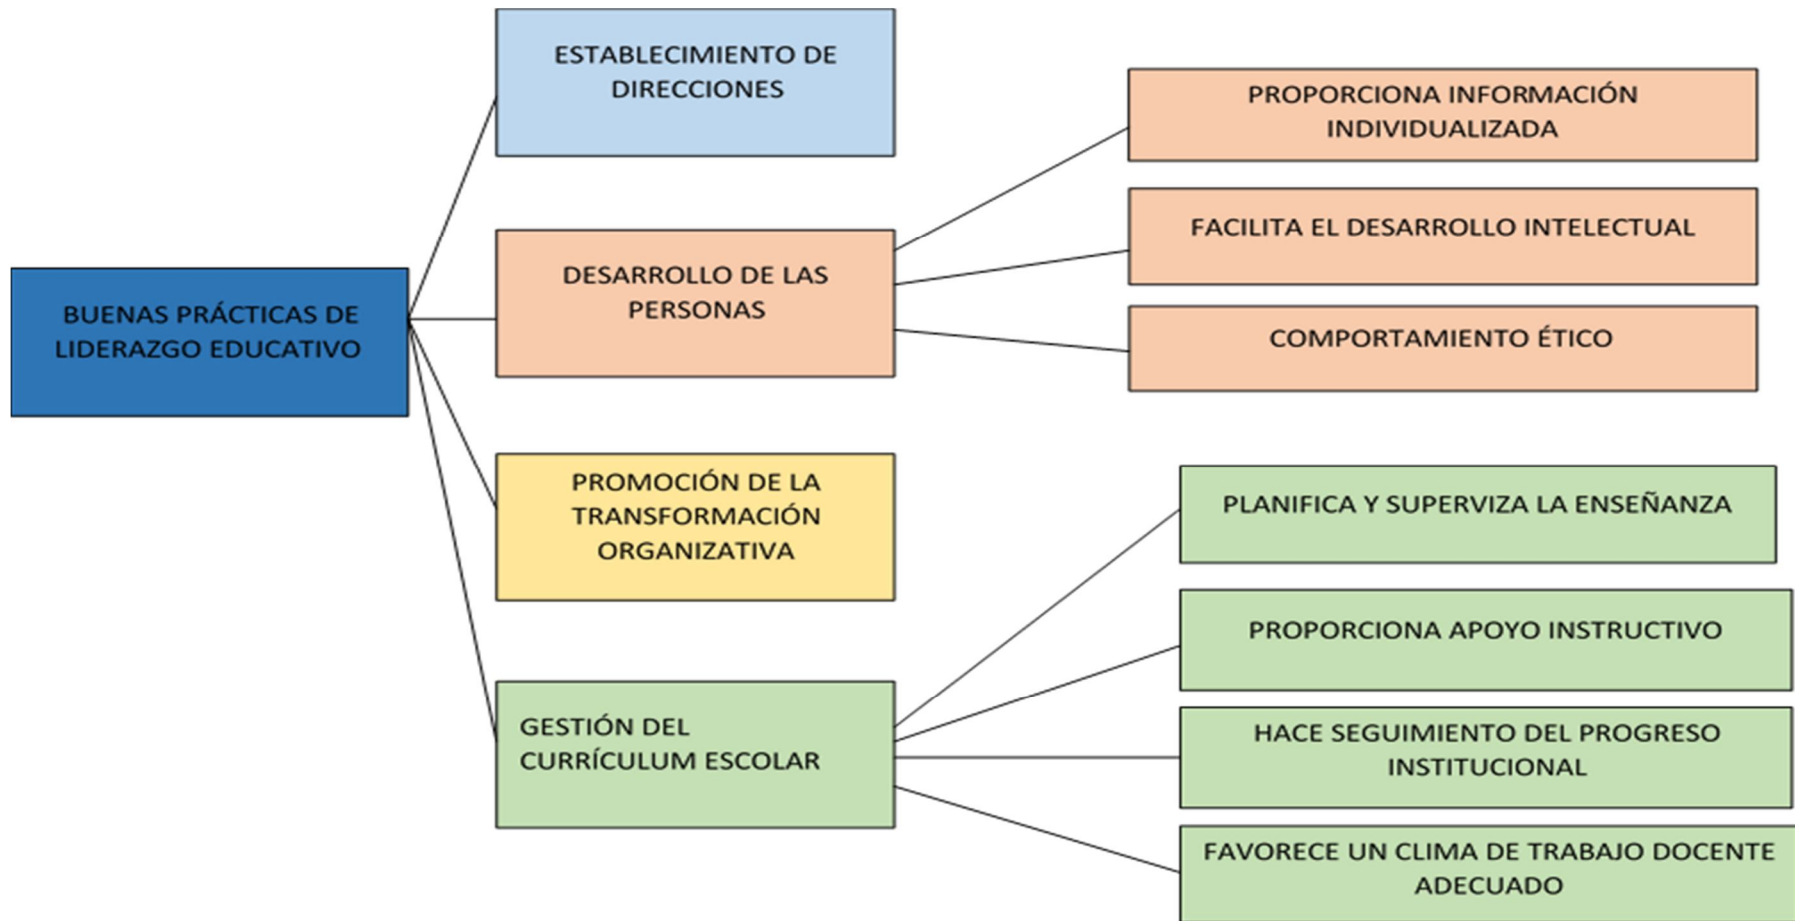 ESTABLECIMIENTO DE
DIRECCIONES
PROPORCIONA INFORMACIÓN
INDIVIDUALIZADA
FACILITA EL DESARROLLO INTELECTUAL
DESARROLLO DE LAS
PERSONAS
COMPORTAMIENTO ÉTICO
BUENAS PRÁCTICAS DE
LIDERAZGO EDUCATIVO
PROMOCIÓN DE LA
TRANSFORMACIÓN
ORGANIZATIVA
PLANIFICA Y SUPERVIZA LA ENSEÑANZA
PROPORCIONA APOYO INSTRUCTIVO
GESTIÓN DEL
CURRÍCULUM ESCOLAR
HACE SEGUIMIENTO DEL PROGRESO
INSTITUCIONAL
FAVORECE UN CLIMA DE TRABAJO DOCENTE
ADECUADO